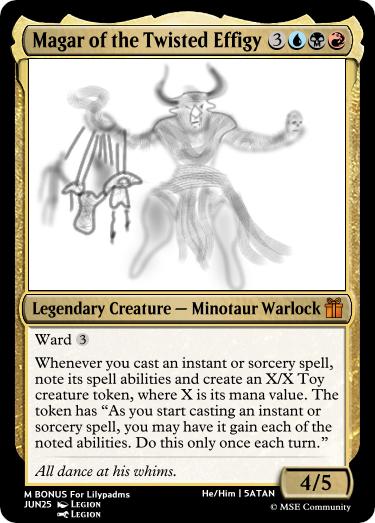 Magar of the Twisted Effigy 3
Legendary Creature — Minotaur Warlock
Ward 3
Whenever you cast an instant or sorcery spell,
note its spell abilities and create an X/X Toy
creature token, where X is its mana value. The
token has “As you start casting an instant or
sorcery spell, you may have it gain each of the
noted abilities. Do this only once each turn.”
All dance at his whims.
4/5
M BONUS For Lilypadms He/Him | 5ATAN
JUN25 LEGION © MSE Community
LEGION